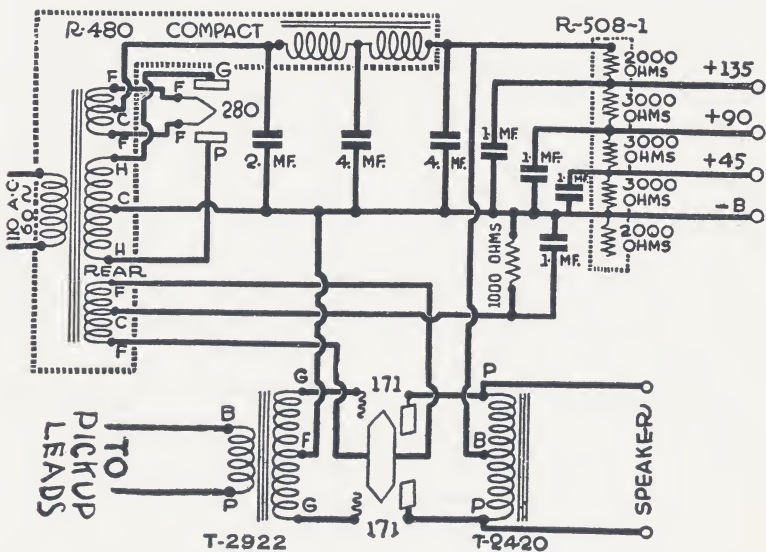 R-480 COMPACT
R-508-1
F
G
F
280
C
F
F
P
H
C
H
REAR
F
C
F
110 A.C.
60~
2. MF.
4. MF.
4. MF.
1. MF.
1. MF.
1. MF.
1. MF.
1000 OHMS
2000
OHMS
3000
OHMS
3000
OHMS
3000
OHMS
2000
OHMS
+135
+90
+45
-B
TO
PICKUP
LEADS
B
P
G
F
G
T-2922
171
171
P
B
P
T-2420
SPEAKER